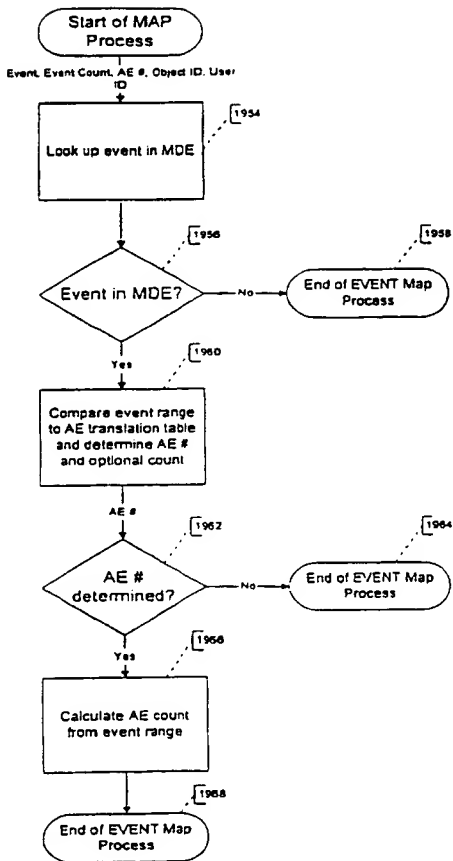 Start of MAP
Process
Event, Event Count, AE #, Object ID, User
ID
1954
Look up event in MDE
1956
1958
Event in MDE?
No
End of EVENT Map
Process
Yes
1960
Compare event range
to AE translation table
and determine AE #
and optional count
AE #
1962
1964
AE #
determined?
No
End of EVENT Map
Process
Yes
1966
Calculate AE count
from event range
1968
End of EVENT Map
Process